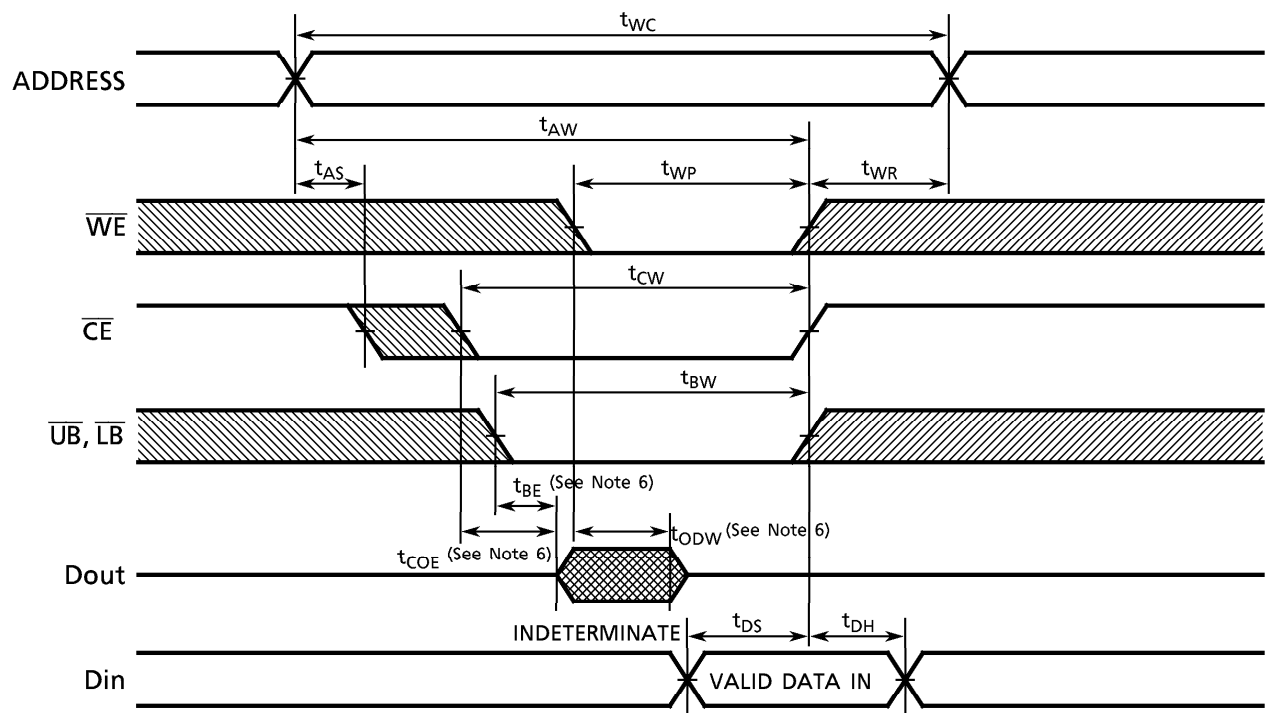 tWC
ADDRESS
tAW
tAS
tWP
tWR
WE
tCW
CE
tBW
UB, LB
tBE (See Note 6)
tODW (See Note 6)
tCOE (See Note 6)
Dout
INDETERMINATE
tDS
tDH
Din
VALID DATA IN